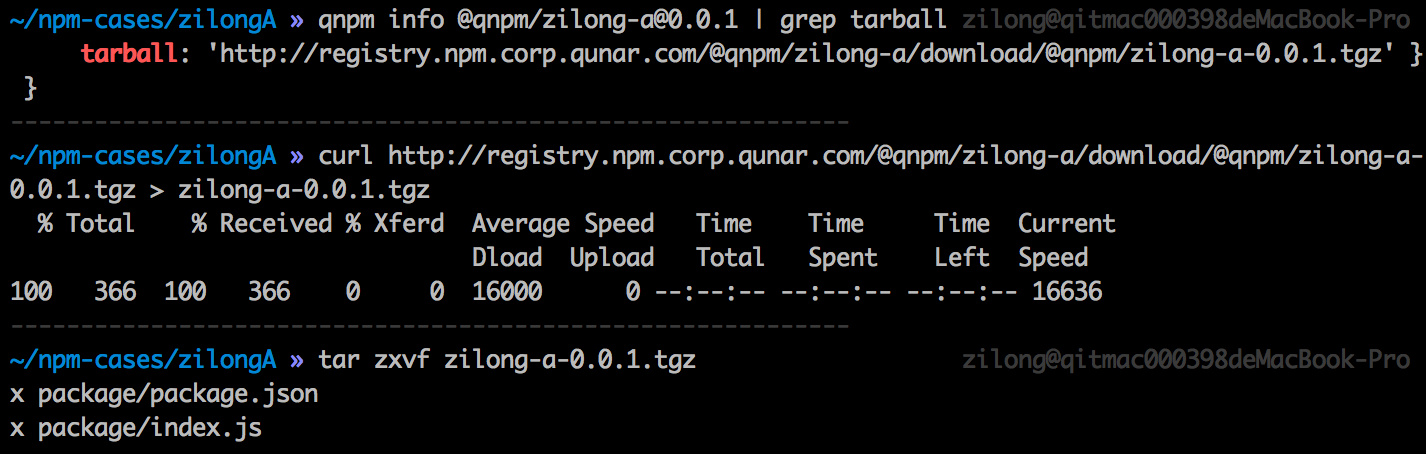 ~/npm-cases/zilongA » qnpm info @qnpm/zilong-a@0.0.1 | grep tarball zilong@qitmac000398deMacBook-Pro
     tarball: 'http://registry.npm.corp.qunar.com/@qnpm/zilong-a/download/@qnpm/zilong-a-0.0.1.tgz' }
 }
------------------------------------------------------------
~/npm-cases/zilongA » curl http://registry.npm.corp.qunar.com/@qnpm/zilong-a/download/@qnpm/zilong-a-
0.0.1.tgz > zilong-a-0.0.1.tgz
  % Total    % Received % Xferd  Average Speed   Time    Time     Time  Current
                                 Dload  Upload   Total   Spent    Left  Speed
100   366  100   366    0     0  16000      0 --:--:-- --:--:-- --:--:-- 16636
------------------------------------------------------------
~/npm-cases/zilongA » tar zxvf zilong-a-0.0.1.tgz                   zilong@qitmac000398deMacBook-Pro
x package/package.json
x package/index.js